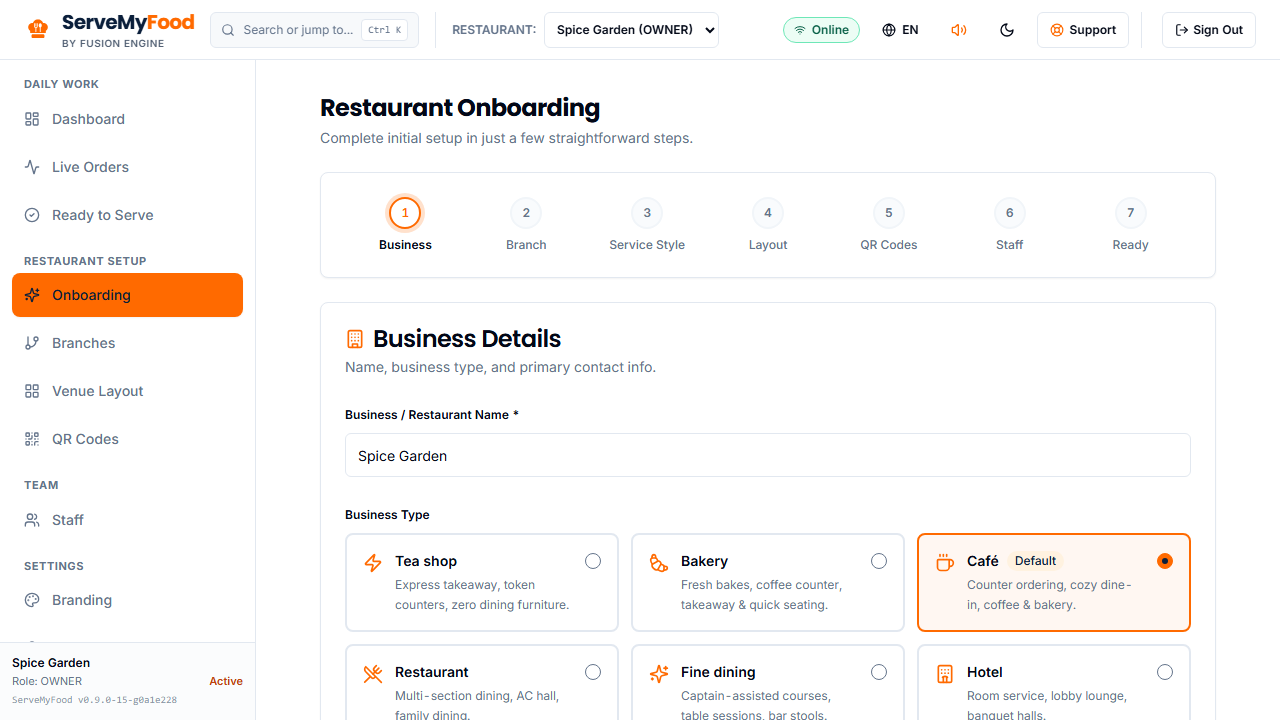 ServeMyFood
BY FUSION ENGINE
Search or jump to...
Ctrl K
RESTAURANT:
Spice Garden (OWNER)
Online
EN
Support
Sign Out
DAILY WORK
Dashboard
Live Orders
Ready to Serve
RESTAURANT SETUP
Onboarding
Branches
Venue Layout
QR Codes
TEAM
Staff
SETTINGS
Branding
Spice Garden
Role: OWNER
Active
ServeMyFood v0.9.0-15-g0a1e228
Restaurant Onboarding
Complete initial setup in just a few straightforward steps.
1
Business
2
Branch
3
Service Style
4
Layout
5
QR Codes
6
Staff
7
Ready
Business Details
Name, business type, and primary contact info.
Business / Restaurant Name *
Spice Garden
Business Type
Tea shop
Express takeaway, token
counters, zero dining furniture.
Bakery
Fresh bakes, coffee counter,
takeaway & quick seating.
Café Default
Counter ordering, cozy dine-
in, coffee & bakery.
Restaurant
Multi-section dining, AC hall,
family dining.
Fine dining
Captain-assisted courses,
table sessions, bar stools.
Hotel
Room service, lobby lounge,
banquet halls.